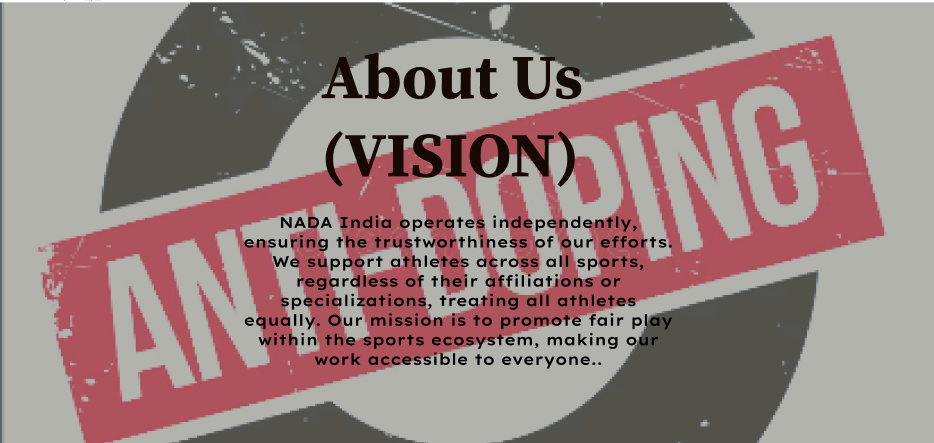 About Us
(VISION)
ANTI-DOPING
NADA India operates independently,
ensuring the trustworthiness of our efforts.
We support athletes across all sports,
regardless of their affiliations or
specializations, treating all athletes
equally. Our mission is to promote fair play
within the sports ecosystem, making our
work accessible to everyone..